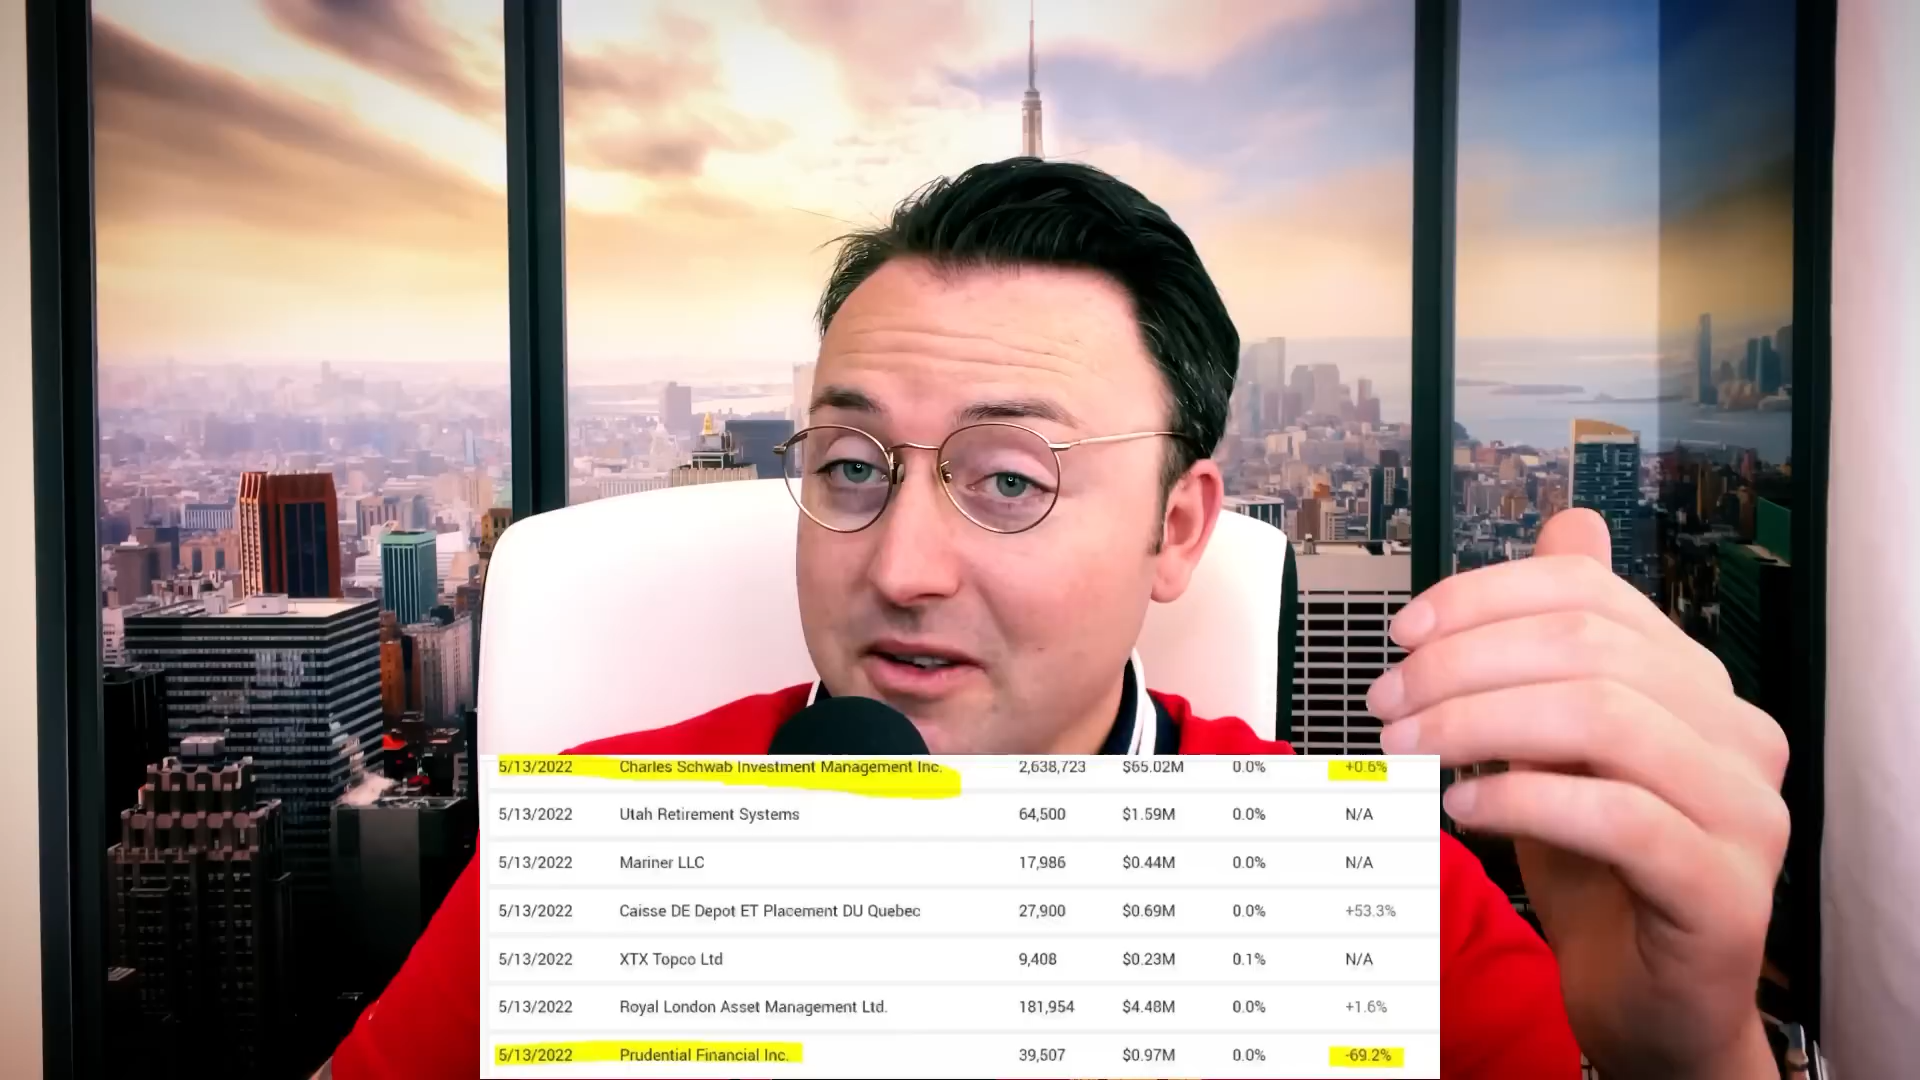 5/13/2022 Charles Schwab Investment Management Inc. 2,638,723 $65.02M 0.0% +0.6%
5/13/2022 Utah Retirement Systems 64,500 $1.59M 0.0% N/A
5/13/2022 Mariner LLC 17,986 $0.44M 0.0% N/A
5/13/2022 Caisse DE Depot ET Placement DU Quebec 27,900 $0.69M 0.0% +53.3%
5/13/2022 XTX Topco Ltd 9,408 $0.23M 0.1% N/A
5/13/2022 Royal London Asset Management Ltd. 181,954 $4.48M 0.0% +1.6%
5/13/2022 Prudential Financial Inc. 39,507 $0.97M 0.0% -69.2%